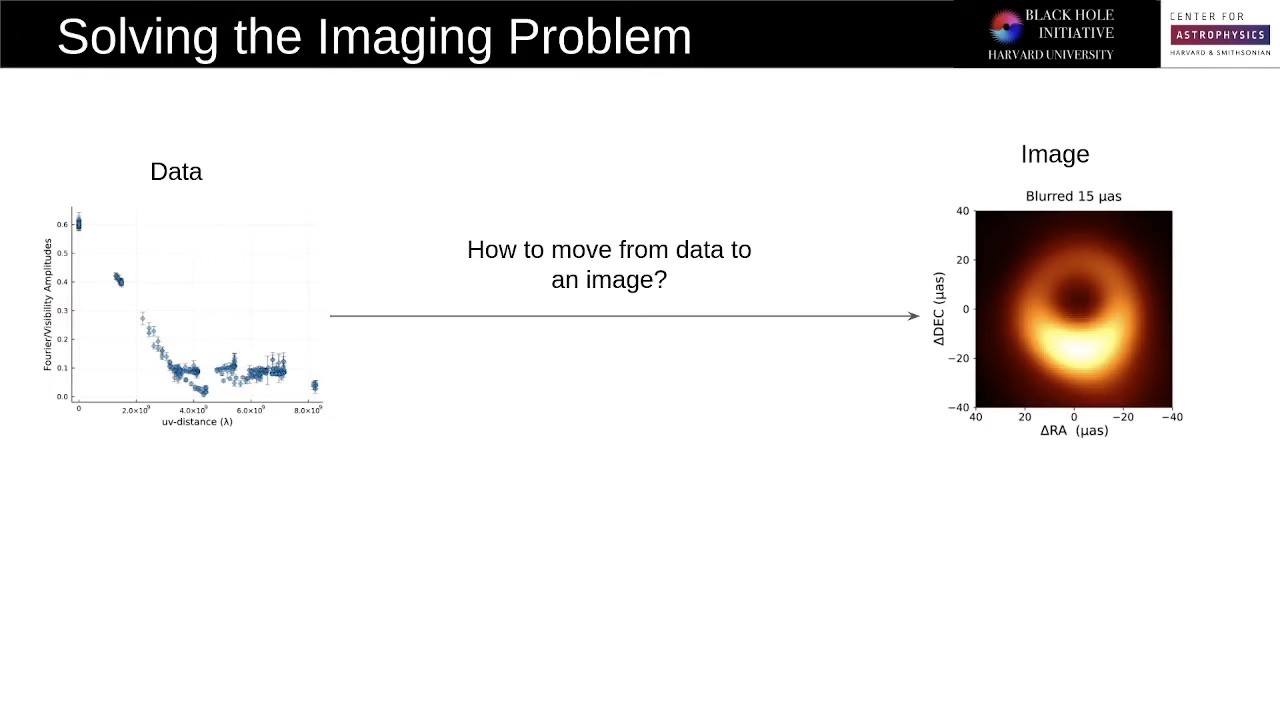 Solving the Imaging Problem
BLACK HOLE
INITIATIVE
HARVARD UNIVERSITY
CENTER FOR
ASTROPHYSICS
HARVARD & SMITHSONIAN
Data
Fourier/Visibility Amplitudes
0.6
0.5
0.4
0.3
0.2
0.1
0.0
0
2.0×10⁹
4.0×10⁹
6.0×10⁹
8.0×10⁹
uv-distance (λ)
How to move from data to
an image?
Image
Blurred 15 μas
ΔDEC (μas)
40
20
0
−20
−40
40
20
0
−20
−40
ΔRA (μas)